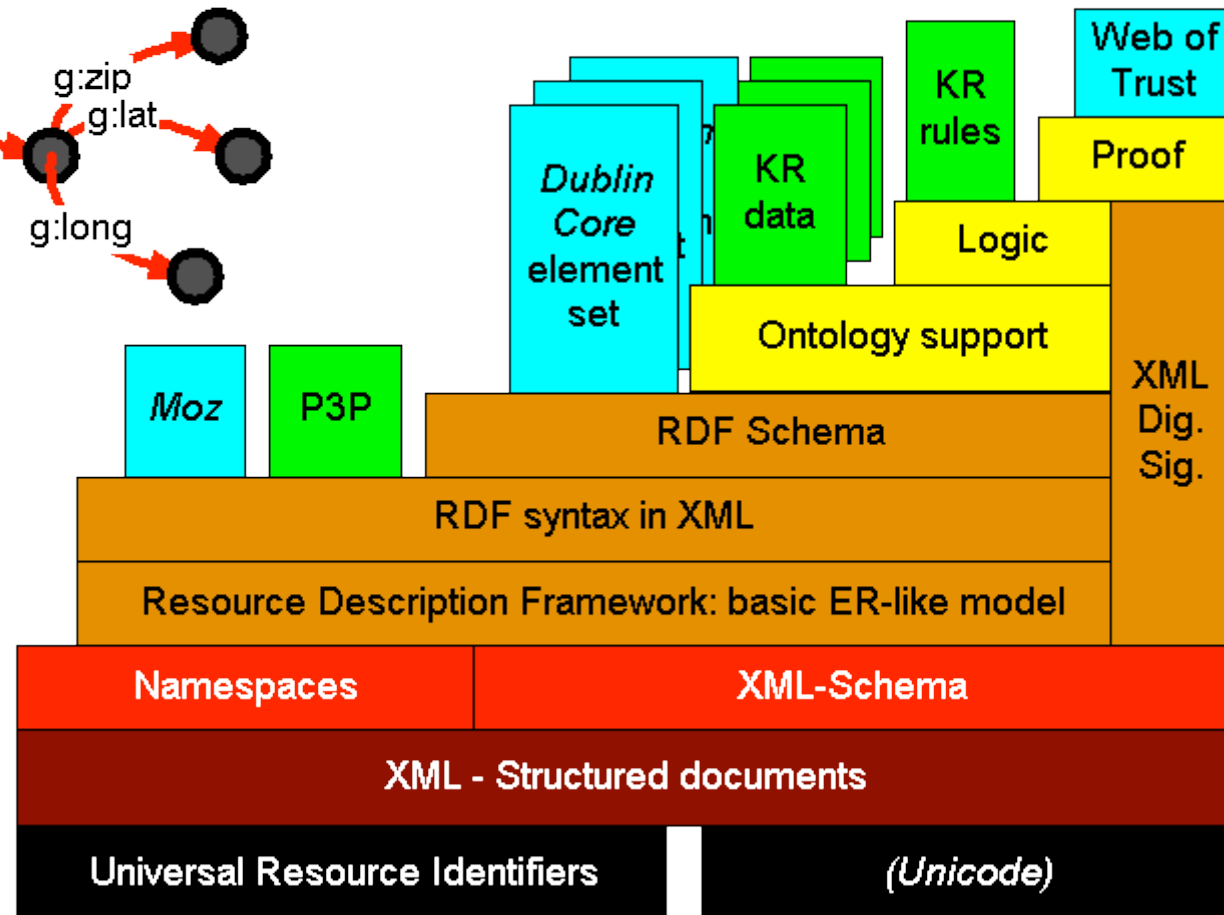 g:zip
g:lat
g:long
Web of
Trust
KR
rules
Proof
Dublin
Core
element
set
KR
data
Logic
Ontology support
XML
Dig.
Sig.
Moz
P3P
RDF Schema
RDF syntax in XML
Resource Description Framework: basic ER-like model
Namespaces
XML-Schema
XML - Structured documents
Universal Resource Identifiers
(Unicode)